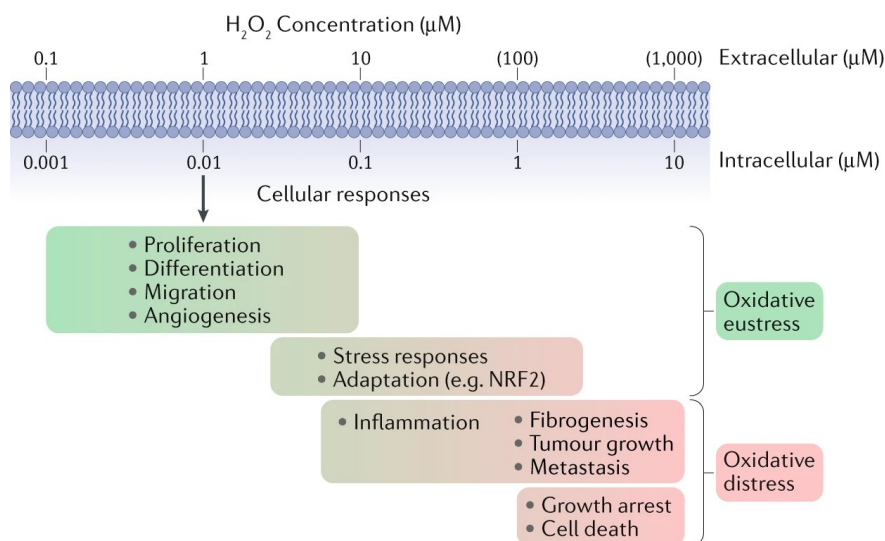 H₂O₂ Concentration (μM)
0.1 1 10 (100) (1,000) Extracellular (μM)
0.001 0.01 0.1 1 10 Intracellular (μM)
Cellular responses
• Proliferation
• Differentiation
• Migration
• Angiogenesis
Oxidative
eustress
• Stress responses
• Adaptation (e.g. NRF2)
• Inflammation
• Fibrogenesis
• Tumour growth
• Metastasis
Oxidative
distress
• Growth arrest
• Cell death